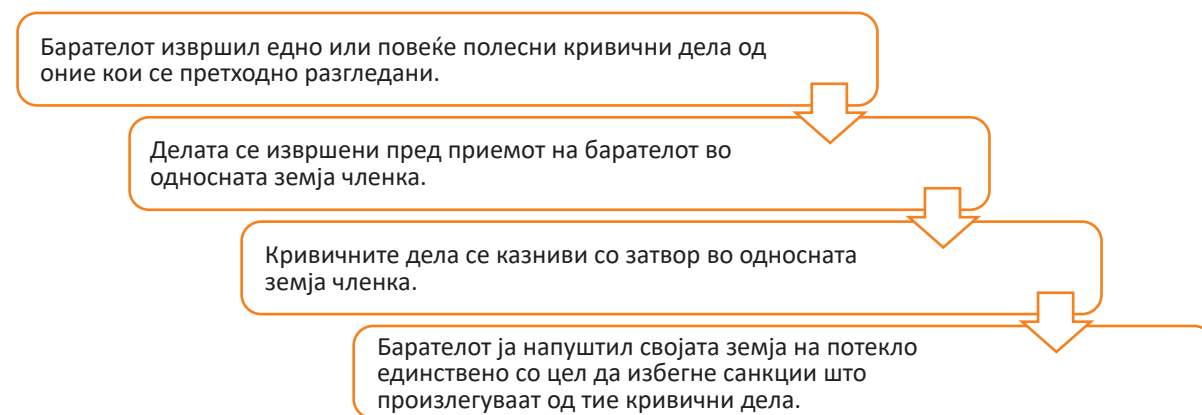 Барателот извршил едно или повеќе полесни кривични дела од
оние кои се претходно разгледани.
Делата се извршени пред приемот на барателот во
односната земја членка.
Кривичните дела се казниви со затвор во односната
земја членка.
Барателот ја напуштил својата земја на потекло
единствено со цел да избегне санкции што
произлегуваат од тие кривични дела.